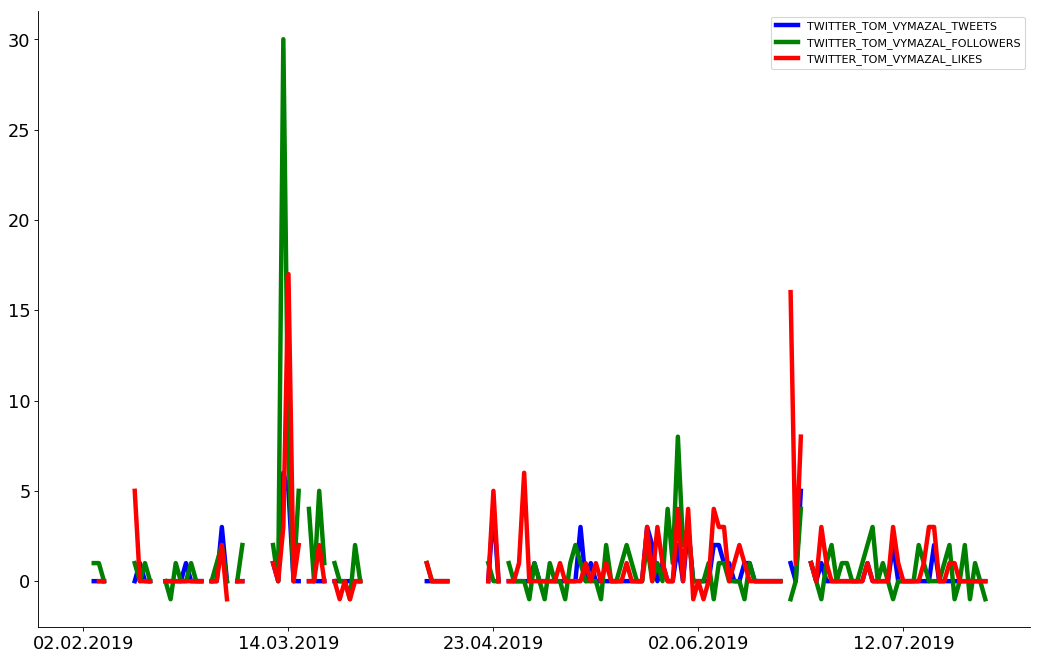 TWITTER_TOM_VYMAZAL_TWEETS
TWITTER_TOM_VYMAZAL_FOLLOWERS
TWITTER_TOM_VYMAZAL_LIKES
30
25
20
15
10
5
0
02.02.2019 14.03.2019 23.04.2019 02.06.2019 12.07.2019